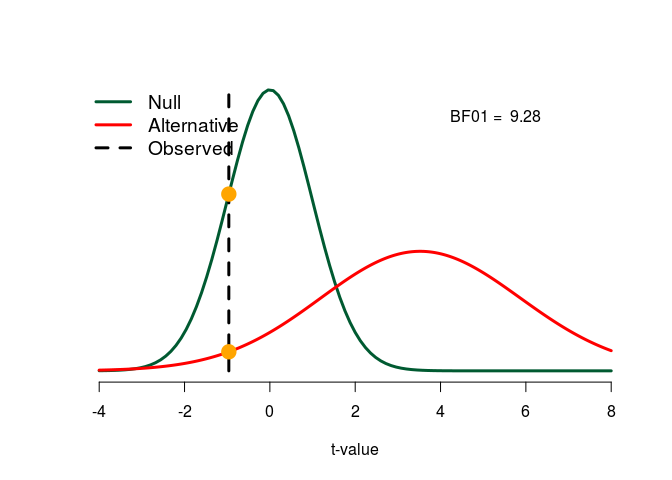 Null
Alternative
Observed
BF01 = 9.28
-4 -2 0 2 4 6 8
t-value